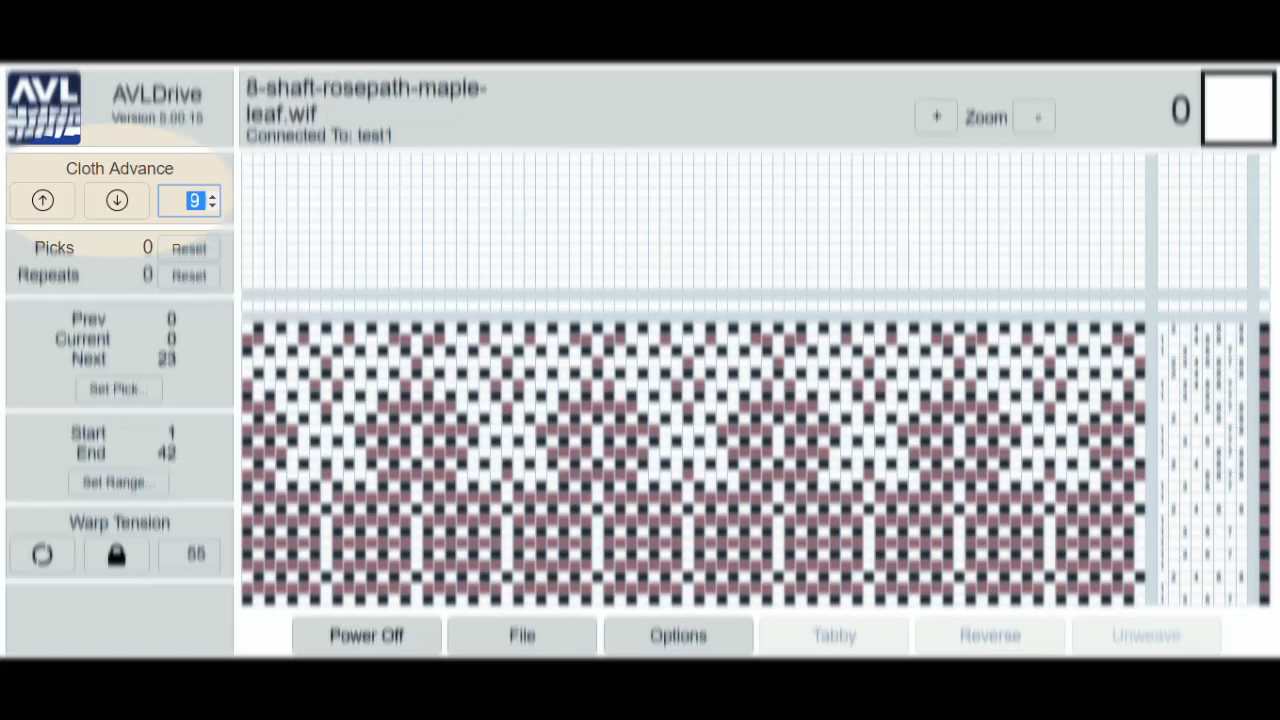 AVL
AVLDrive
Version 5.00.15
8-shaft-rosepath-maple-
leaf.wif
Connected To: test1
+ Zoom -
0
Cloth Advance
9
Picks 0 Reset
Repeats 0 Reset
Prev 0
Current 0
Next 23
Set Pick...
Start 1
End 42
Set Range...
Warp Tension
Power Off File Options Tabby Reverse Unweave